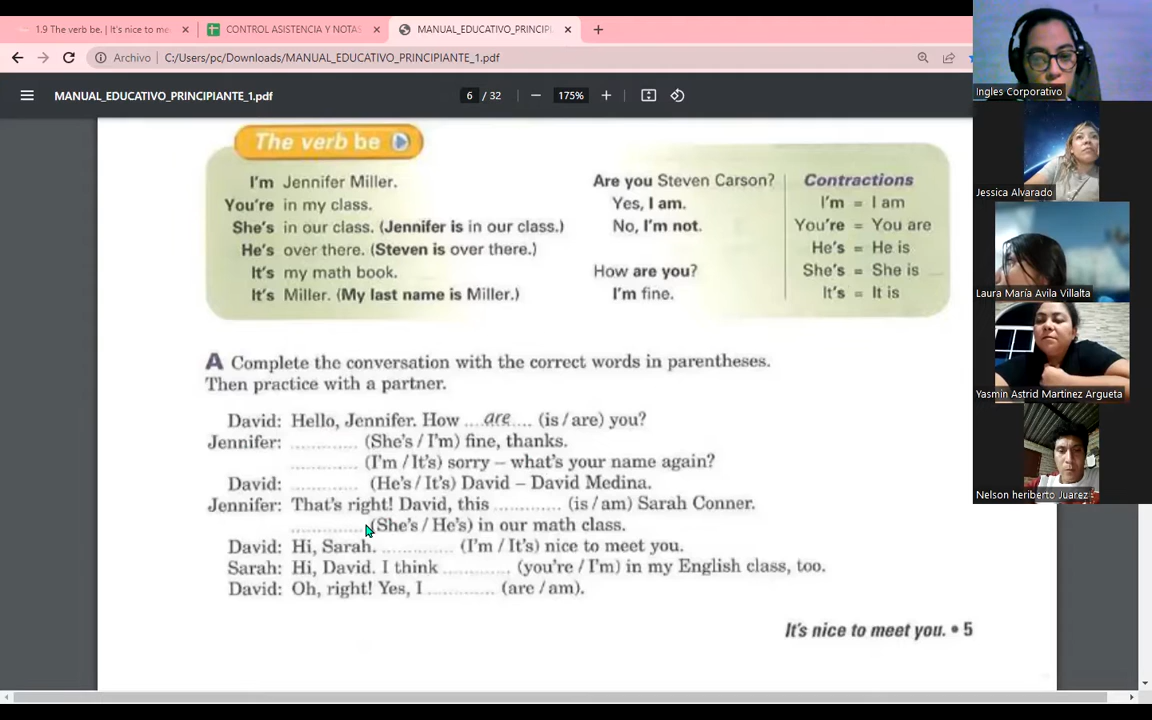 1.9 The verb be. | It's nice to me
CONTROL ASISTENCIA Y NOTAS
MANUAL_EDUCATIVO_PRINCIPI
Archivo
C:/Users/pc/Downloads/MANUAL_EDUCATIVO_PRINCIPIANTE_1.pdf
MANUAL_EDUCATIVO_PRINCIPIANTE_1.pdf
6 / 32
175%
The verb be
I'm Jennifer Miller.
You're in my class.
She's in our class. (Jennifer is in our class.)
He's over there. (Steven is over there.)
It's my math book.
It's Miller. (My last name is Miller.)
Are you Steven Carson?
Yes, I am.
No, I'm not.
How are you?
I'm fine.
Contractions
I'm = I am
You're = You are
He's = He is
She's = She is
It's = It is
A Complete the conversation with the correct words in parentheses.
Then practice with a partner.
David: Hello, Jennifer. How ....are.... (is / are) you?
Jennifer: ............. (She's / I'm) fine, thanks.
............. (I'm / It's) sorry – what's your name again?
David: ............. (He's / It's) David – David Medina.
Jennifer: That's right! David, this ............. (is / am) Sarah Conner.
............. (She's / He's) in our math class.
David: Hi, Sarah. ............. (I'm / It's) nice to meet you.
Sarah: Hi, David. I think ............. (you're / I'm) in my English class, too.
David: Oh, right! Yes, I ............. (are / am).
It's nice to meet you. • 5
Ingles Corporativo
Jessica Alvarado
Laura María Avila Villalta
Yasmin Astrid Martinez Argueta
Nelson heriberto Juarez